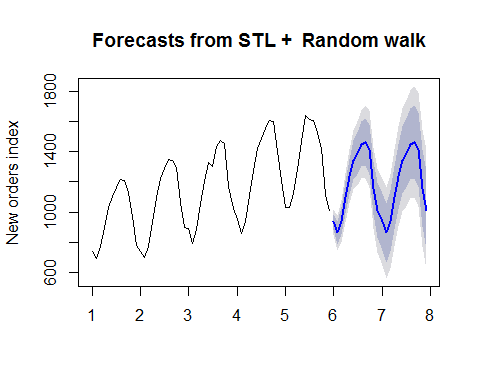 Forecasts from STL + Random walk
New orders index
600 1000 1400 1800
1 2 3 4 5 6 7 8